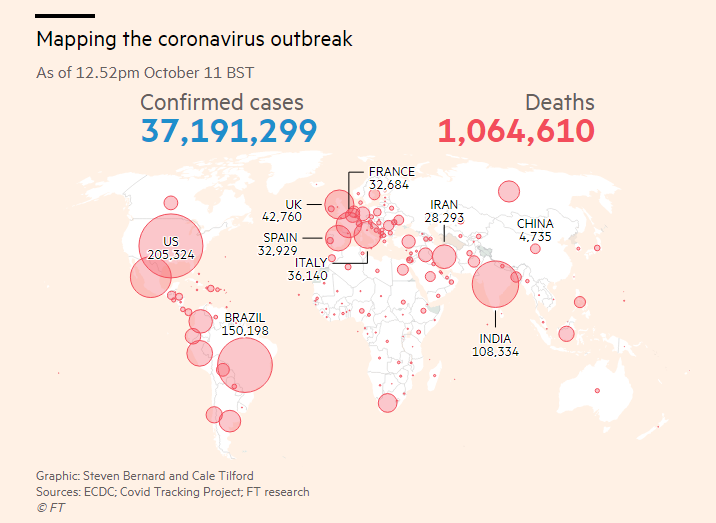 Mapping the coronavirus outbreak
As of 12.52pm October 11 BST
Confirmed cases
37,191,299
Deaths
1,064,610
FRANCE
32,684
UK
42,760
IRAN
28,293
CHINA
4,735
US
205,324
SPAIN
32,929
ITALY
36,140
BRAZIL
150,198
INDIA
108,334
Graphic: Steven Bernard and Cale Tilford
Sources: ECDC; Covid Tracking Project; FT research
© FT